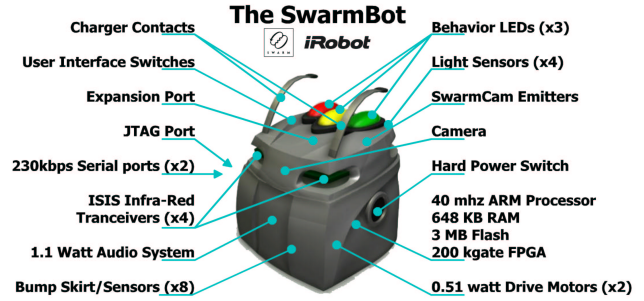 The SwarmBot
SWARM
iRobot
Charger Contacts
User Interface Switches
Expansion Port
JTAG Port
230kbps Serial ports (x2)
ISIS Infra-Red
Tranceivers (x4)
1.1 Watt Audio System
Bump Skirt/Sensors (x8)
Behavior LEDs (x3)
Light Sensors (x4)
SwarmCam Emitters
Camera
Hard Power Switch
40 mhz ARM Processor
648 KB RAM
3 MB Flash
200 kgate FPGA
0.51 watt Drive Motors (x2)